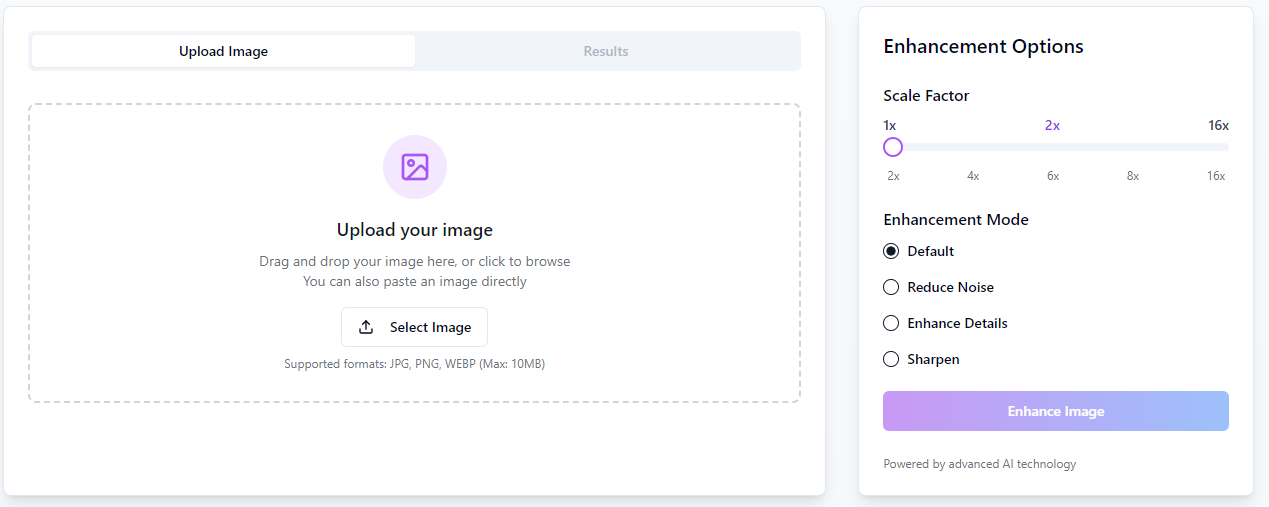 Upload Image
Results
Upload your image
Drag and drop your image here, or click to browse
You can also paste an image directly
Select Image
Supported formats: JPG, PNG, WEBP (Max: 10MB)
Enhancement Options
Scale Factor
1x 2x 16x
2x 4x 6x 8x 16x
Enhancement Mode
Default
Reduce Noise
Enhance Details
Sharpen
Enhance Image
Powered by advanced AI technology